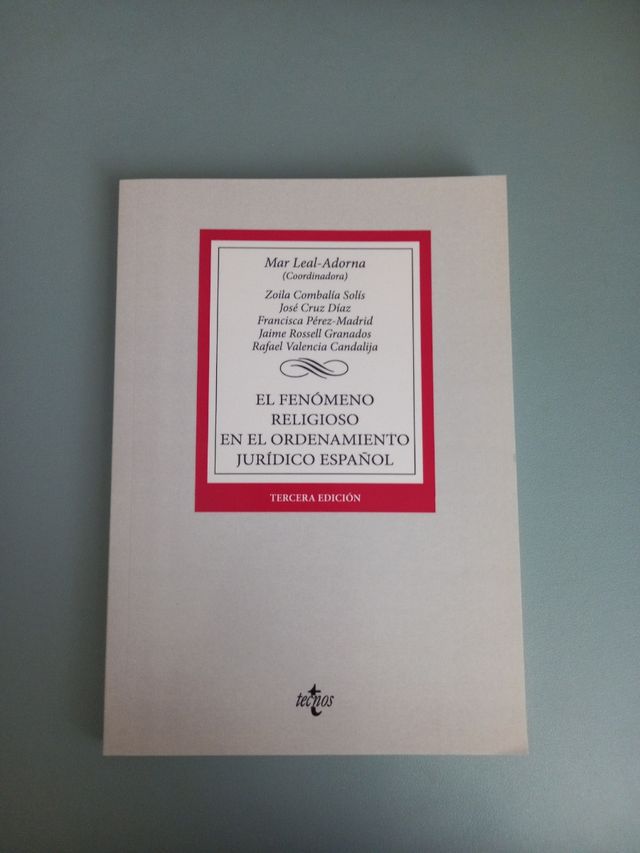 Mar Leal-Adorna
(Coordinadora)
Zoila Combalía Solís
José Cruz Díaz
Francisca Pérez-Madrid
Jaime Rossell Granados
Rafael Valencia Candalija
EL FENÓMENO
RELIGIOSO
EN EL ORDENAMIENTO
JURÍDICO ESPAÑOL
TERCERA EDICIÓN
tecnos